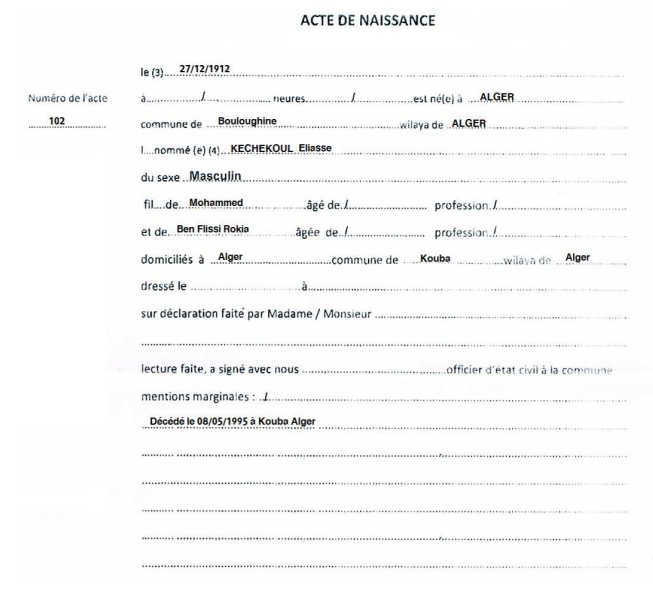 ACTE DE NAISSANCE
le (3) 27/12/1912
Numéro de l'acte
102
à / heures / est né(e) à ALGER
commune de Bouloughine wilaya de ALGER
l....nommé (e) (4) KECHEKOUL Eliasse
du sexe Masculin
fil....de Mohammed âgé de / profession /
et de Ben Flissi Rokia âgée de / profession /
domiciliés à Alger commune de Kouba wilaya de Alger
dressé le à
sur déclaration faite par Madame / Monsieur
lecture faite, a signé avec nous officier d'état civil à la commune
mentions marginales : /
Décédé le 08/05/1995 à Kouba Alger